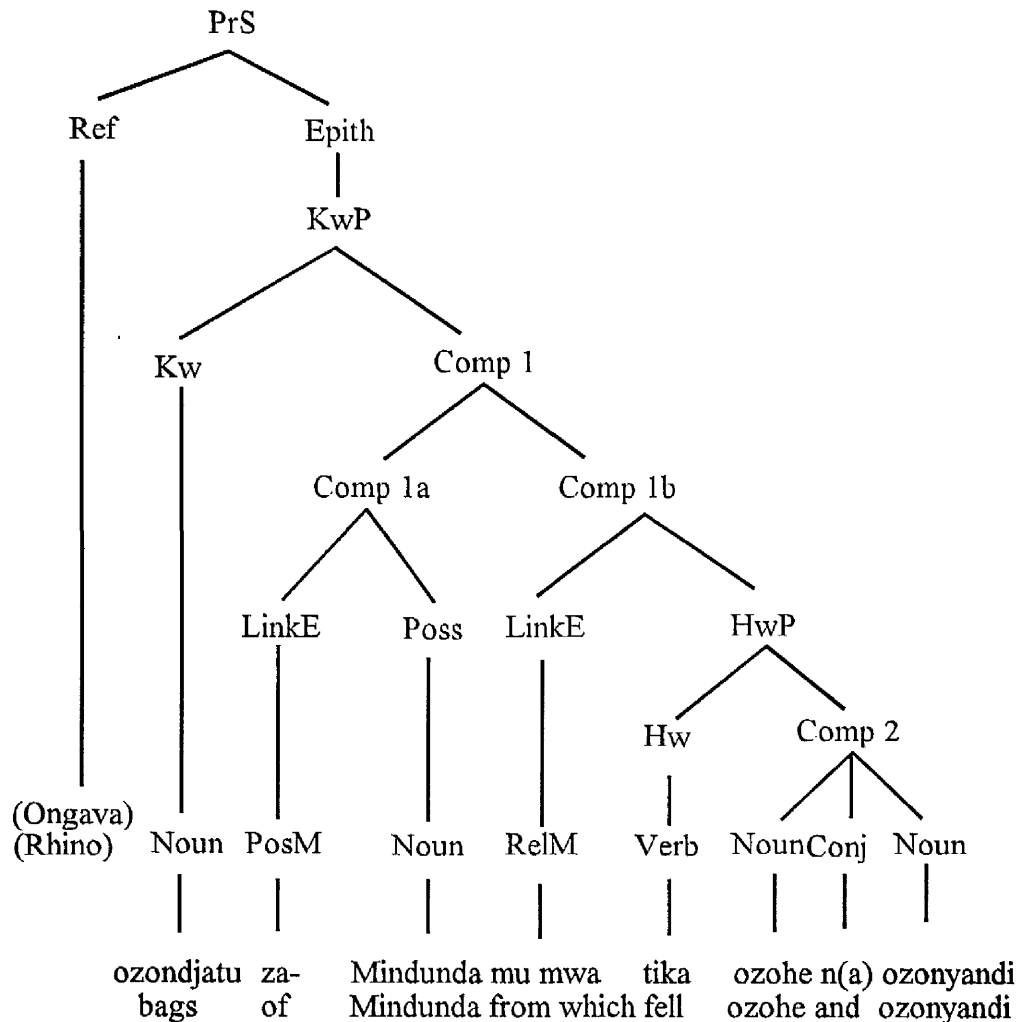 PrS
Ref Epith
KwP
Kw Comp 1
Comp 1a Comp 1b
LinkE Poss LinkE HwP
Hw Comp 2
(Ongava)
(Rhino) Noun PosM Noun RelM Verb Noun Conj Noun
ozondjatu za- Mindunda mu mwa tika ozohe n(a) ozonyandi
bags of Mindunda from which fell ozohe and ozonyandi